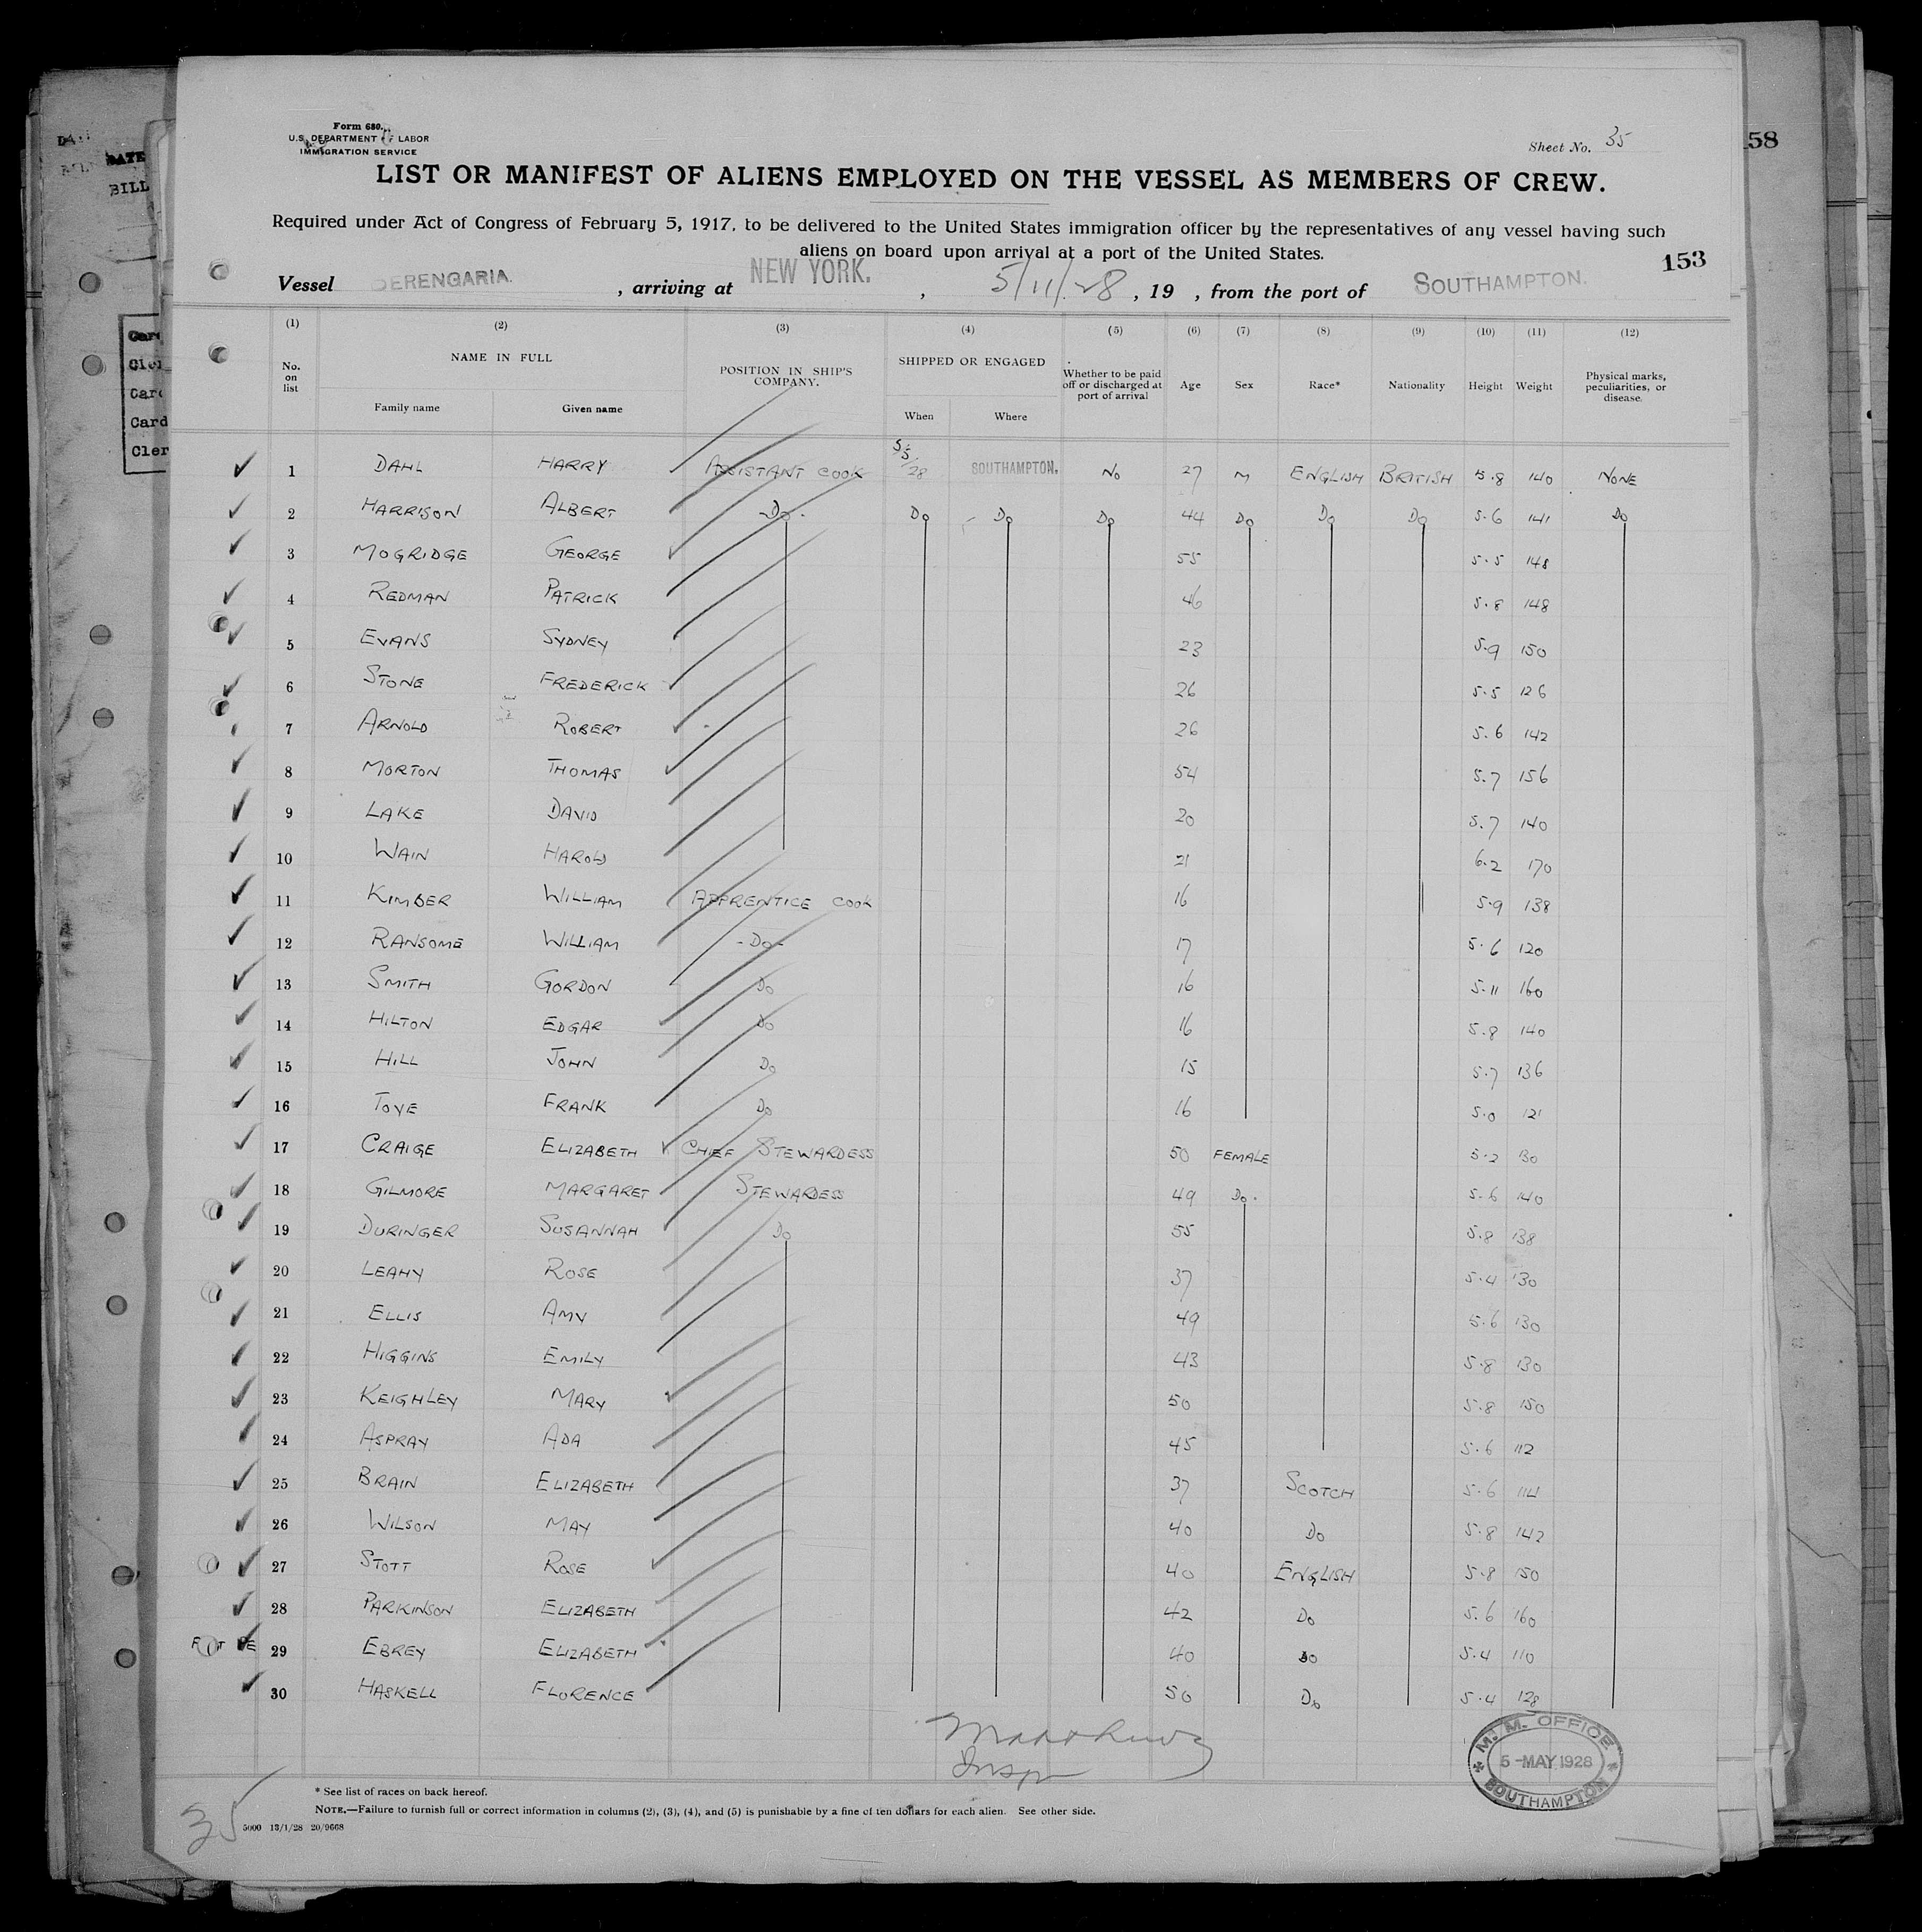 Form 680.
U.S. DEPARTMENT OF LABOR
IMMIGRATION SERVICE
Sheet No. 35
58
LIST OR MANIFEST OF ALIENS EMPLOYED ON THE VESSEL AS MEMBERS OF CREW.
Required under Act of Congress of February 5, 1917, to be delivered to the United States immigration officer by the representatives of any vessel having such
aliens on board upon arrival at a port of the United States.
153
Vessel BERENGARIA. , arriving at NEW YORK. , 5/11/28 , 19 , from the port of SOUTHAMPTON.
(1) (2) (3) (4) (5) (6) (7) (8) (9) (10) (11) (12)
No. on list NAME IN FULL Family name Given name POSITION IN SHIP'S COMPANY. SHIPPED OR ENGAGED When Where Whether to be paid off or discharged at port of arrival Age Sex Race* Nationality Height Weight Physical marks, peculiarities, or disease.
1 DAHL HARRY ASSISTANT COOK 5/5/28 SOUTHAMPTON. No 27 M ENGLISH BRITISH 5.8 140 NONE
2 HARRISON ALBERT -Do- Do Do Do 44 Do Do Do 5.6 141 Do
3 MOGRIDGE GEORGE 55 5.5 148
4 REDMAN PATRICK 46 5.8 148
5 EVANS SYDNEY 23 5.9 150
6 STONE FREDERICK 26 5.5 126
7 ARNOLD ROBERT 26 5.6 142
8 MORTON THOMAS 54 5.7 156
9 LAKE DAVID 20 5.7 140
10 WAIN HAROLD 21 6.2 170
11 KIMBER WILLIAM APPRENTICE COOK 16 5.9 138
12 RANSOME WILLIAM -Do- 17 5.6 120
13 SMITH GORDON Do 16 5.11 160
14 HILTON EDGAR Do 16 5.8 140
15 HILL JOHN Do 15 5.7 136
16 TOYE FRANK Do 16 5.0 121
17 CRAIGE ELIZABETH CHIEF STEWARDESS 50 FEMALE 5.2 130
18 GILMORE MARGARET STEWARDESS 49 Do. 5.6 140
19 DURINGER SUSANNAH Do 55 5.8 138
20 LEAHY ROSE 37 5.4 130
21 ELLIS AMY 49 5.6 130
22 HIGGINS EMILY 43 5.8 130
23 KEIGHLEY MARY 50 5.8 150
24 ASPRAY ADA 45 5.6 112
25 BRAIN ELIZABETH 37 SCOTCH 5.6 114
26 WILSON MAY 40 Do 5.8 142
27 STOTT ROSE 40 ENGLISH 5.8 150
28 PARKINSON ELIZABETH 42 Do 5.6 160
29 EBREY ELIZABETH 40 Do 5.4 110
30 HASKELL FLORENCE 50 Do 5.4 128
Insp
M. M. OFFICE
5 -MAY 1928
SOUTHAMPTON
* See list of races on back hereof.
NOTE.—Failure to furnish full or correct information in columns (2), (3), (4), and (5) is punishable by a fine of ten dollars for each alien. See other side.
35
5000 13/1/28 20/9668